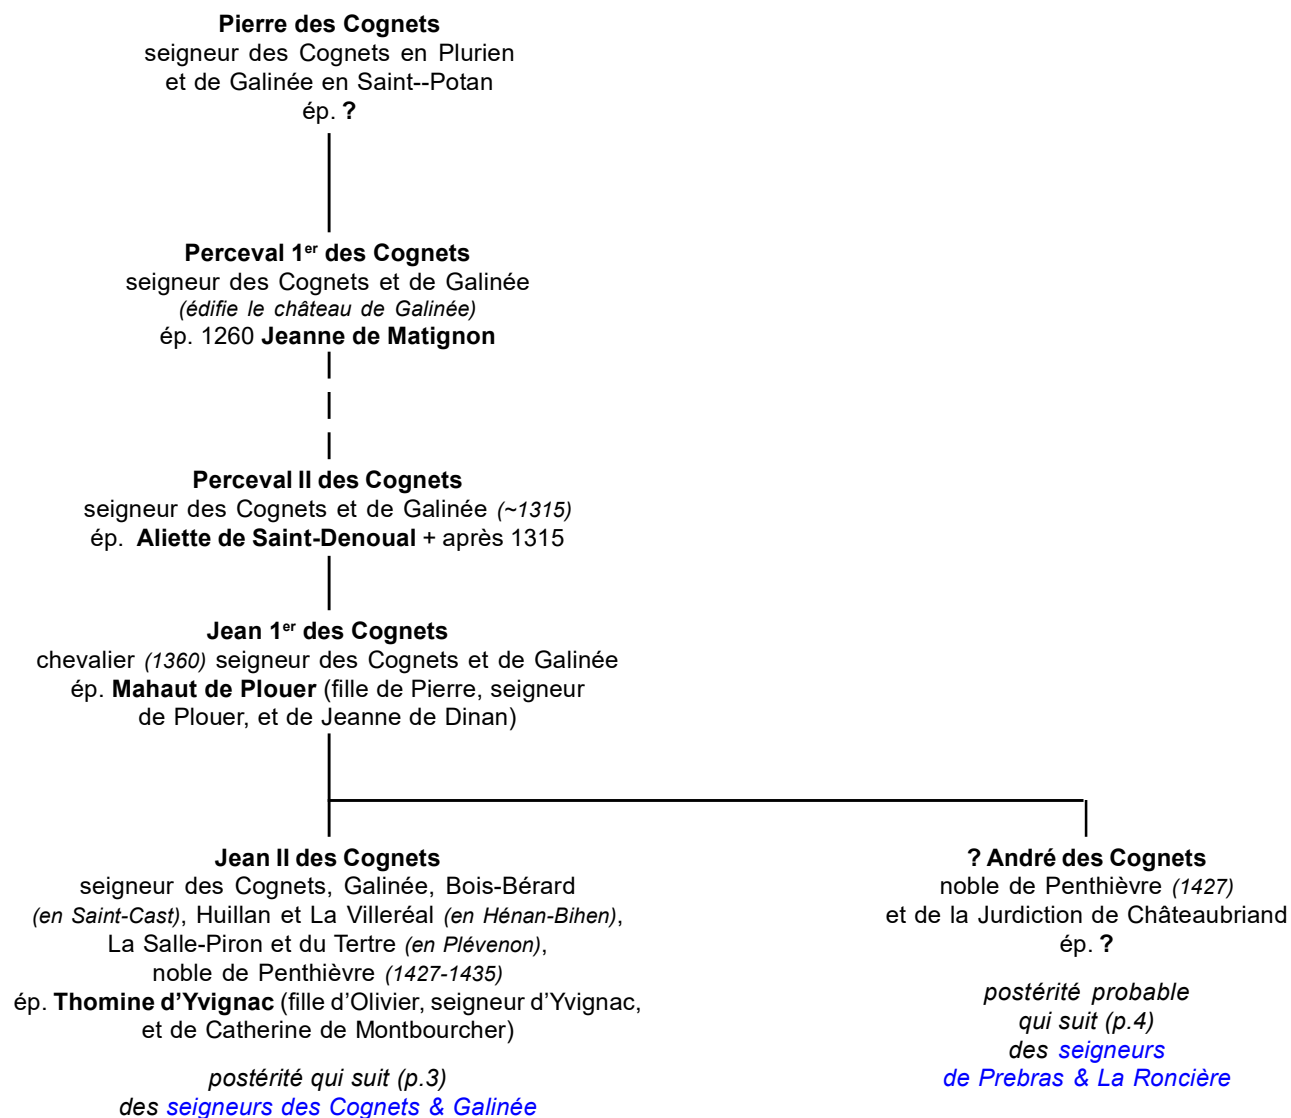 Pierre des Cognets
seigneur des Cognets en Plurien
et de Galinée en Saint--Potan
ép. ?
Perceval 1er des Cognets
seigneur des Cognets et de Galinée
(édifie le château de Galinée)
ép. 1260 Jeanne de Matignon
Perceval II des Cognets
seigneur des Cognets et de Galinée (~1315)
ép. Aliette de Saint-Denoual + après 1315
Jean 1er des Cognets
chevalier (1360) seigneur des Cognets et de Galinée
ép. Mahaut de Plouer (fille de Pierre, seigneur
de Plouer, et de Jeanne de Dinan)
Jean II des Cognets
seigneur des Cognets, Galinée, Bois-Bérard
(en Saint-Cast), Huillan et La Villeréal (en Hénan-Bihen),
La Salle-Piron et du Tertre (en Plévenon),
noble de Penthièvre (1427-1435)
ép. Thomine d'Yvignac (fille d'Olivier, seigneur d'Yvignac,
et de Catherine de Montbourcher)
postérité qui suit (p.3)
des seigneurs des Cognets & Galinée
? André des Cognets
noble de Penthièvre (1427)
et de la Jurdiction de Châteaubriand
ép. ?
postérité probable
qui suit (p.4)
des seigneurs
de Prebras & La Roncière